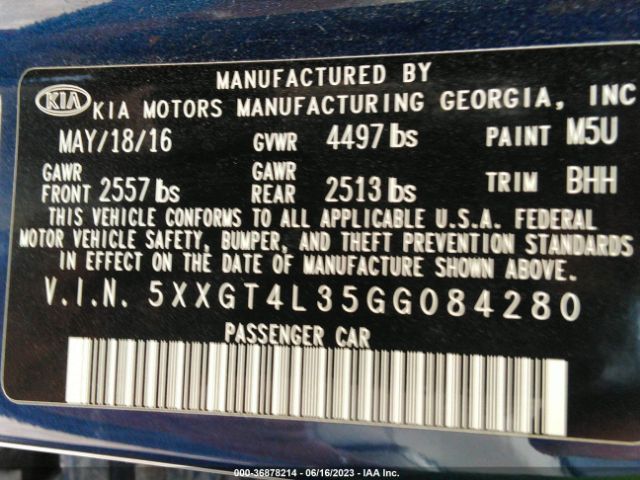 MANUFACTURED BY
KIA KIA MOTORS MANUFACTURING GEORGIA, INC
MAY/18/16 GVWR 4497 lbs PAINT M5U
GAWR FRONT 2557 lbs GAWR REAR 2513 lbs TRIM BHH
THIS VEHICLE CONFORMS TO ALL APPLICABLE U.S.A. FEDERAL
MOTOR VEHICLE SAFETY, BUMPER, AND THEFT PREVENTION STANDARDS
IN EFFECT ON THE DATE OF MANUFACTURE SHOWN ABOVE.
V.I.N. 5XXGT4L35GG084280
PASSENGER CAR
000-36878214 - 06/16/2023 - IAA Inc.